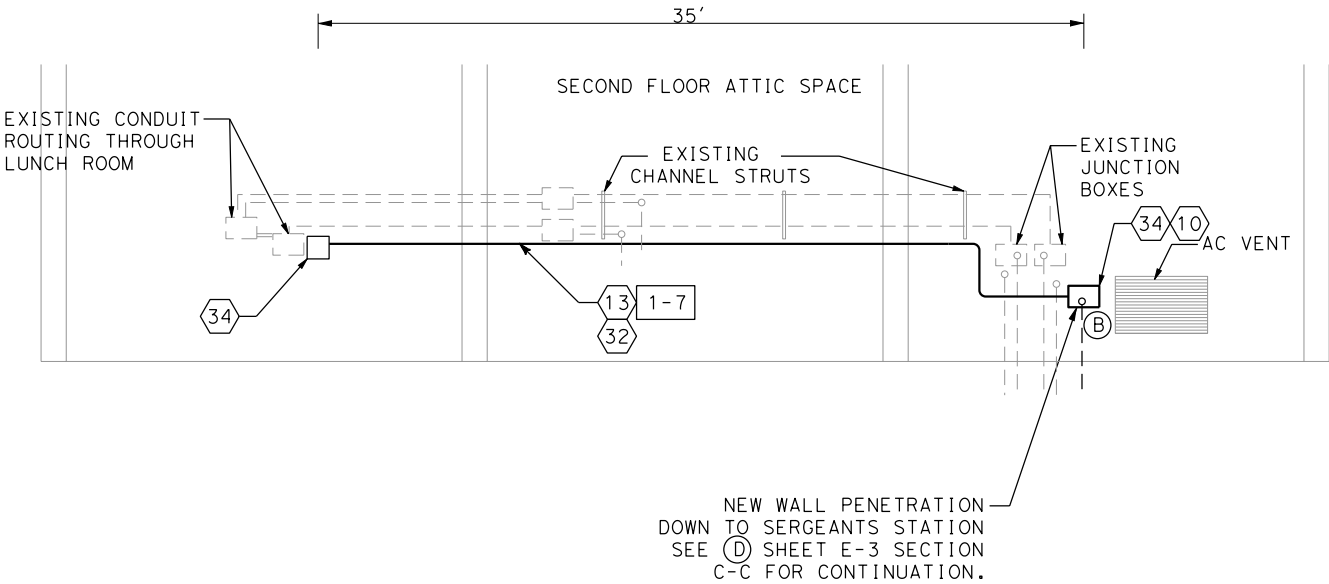 35'
SECOND FLOOR ATTIC SPACE
EXISTING CONDUIT
ROUTING THROUGH
LUNCH ROOM
EXISTING
CHANNEL STRUTS
EXISTING
JUNCTION
BOXES
34 10
AC VENT
34
13 1-7
32
B
NEW WALL PENETRATION
DOWN TO SERGEANTS STATION
SEE D SHEET E-3 SECTION
C-C FOR CONTINUATION.